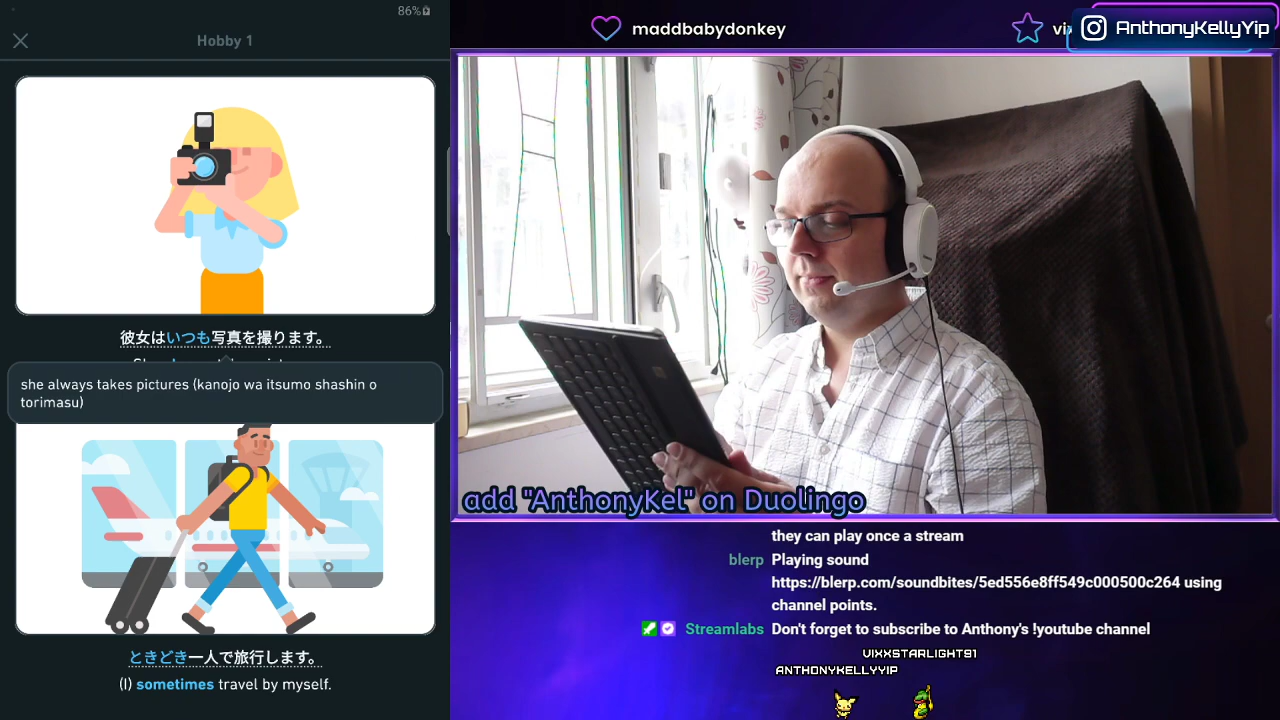 86%
Hobby 1
彼女はいつも写真を撮ります。
she always takes pictures (kanojo wa itsumo shashin o
torimasu)
ときどき一人で旅行します。
(I) sometimes travel by myself.
maddbabydonkey
AnthonyKellyYip
add "AnthonyKel" on Duolingo
they can play once a stream
blerp Playing sound
https://blerp.com/soundbites/5ed556e8ff549c000500c264 using
channel points.
Streamlabs Don't forget to subscribe to Anthony's !youtube channel
VIXXSTARLIGHT91
ANTHONYKELLYYIP